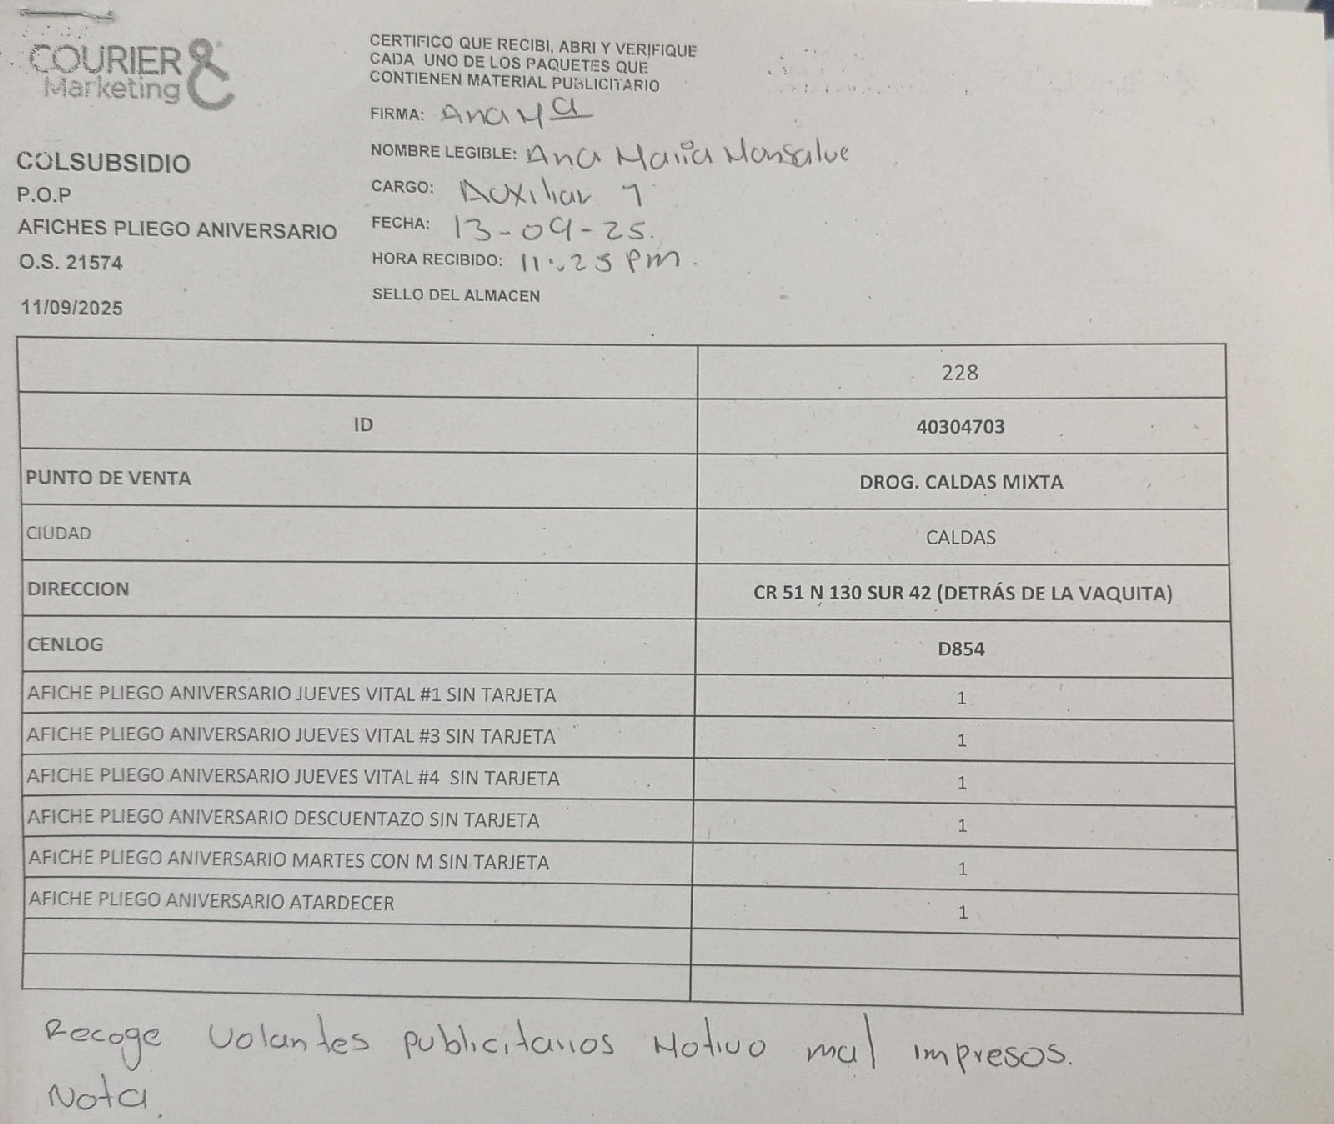 COURIER &
Marketing
CERTIFICO QUE RECIBI, ABRI Y VERIFIQUE
CADA UNO DE LOS PAQUETES QUE
CONTIENEN MATERIAL PUBLICITARIO
FIRMA: Ana Mª
NOMBRE LEGIBLE: Ana Maria Monsalve
CARGO: Auxiliar 1
FECHA: 13-09-25.
HORA RECIBIDO: 11:25 pm.
SELLO DEL ALMACEN
COLSUBSIDIO
P.O.P
AFICHES PLIEGO ANIVERSARIO
O.S. 21574
11/09/2025
228
ID 40304703
PUNTO DE VENTA DROG. CALDAS MIXTA
CIUDAD CALDAS
DIRECCION CR 51 N 130 SUR 42 (DETRÁS DE LA VAQUITA)
CENLOG D854
AFICHE PLIEGO ANIVERSARIO JUEVES VITAL #1 SIN TARJETA 1
AFICHE PLIEGO ANIVERSARIO JUEVES VITAL #3 SIN TARJETA 1
AFICHE PLIEGO ANIVERSARIO JUEVES VITAL #4 SIN TARJETA 1
AFICHE PLIEGO ANIVERSARIO DESCUENTAZO SIN TARJETA 1
AFICHE PLIEGO ANIVERSARIO MARTES CON M SIN TARJETA 1
AFICHE PLIEGO ANIVERSARIO ATARDECER 1
Recoge volantes publicitarios Motivo mal impresos.
Nota.